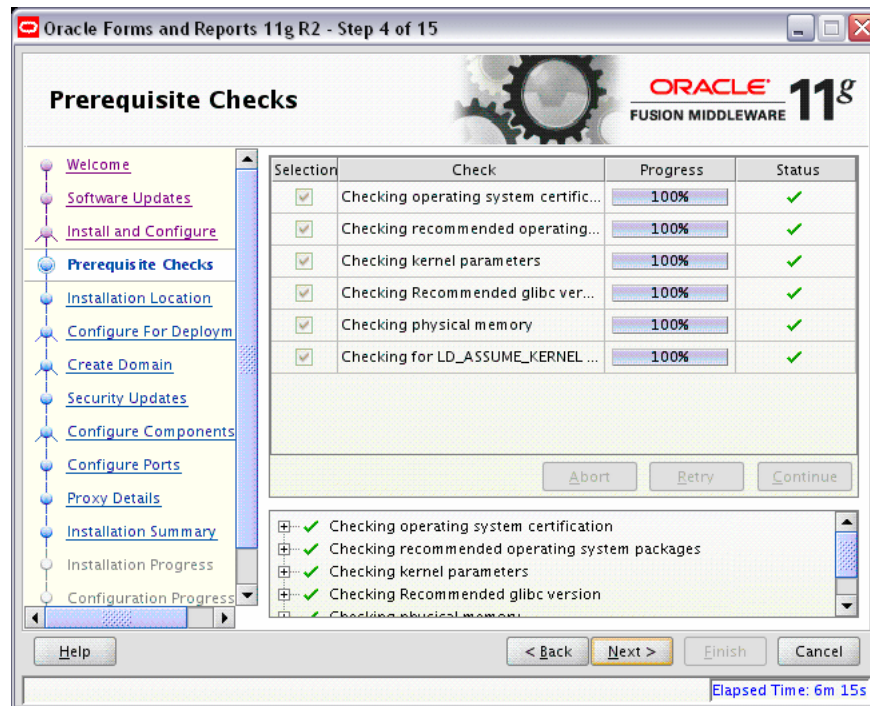 Oracle Forms and Reports 11g R2 - Step 4 of 15
Prerequisite Checks
ORACLE
FUSION MIDDLEWARE
11g
Welcome
Software Updates
Install and Configure
Prerequisite Checks
Installation Location
Configure For Deploym
Create Domain
Security Updates
Configure Components
Configure Ports
Proxy Details
Installation Summary
Installation Progress
Configuration Progress
Selection Check Progress Status
Checking operating system certific... 100%
Checking recommended operating... 100%
Checking kernel parameters 100%
Checking Recommended glibc ver... 100%
Checking physical memory 100%
Checking for LD_ASSUME_KERNEL ... 100%
Abort Retry Continue
Checking operating system certification
Checking recommended operating system packages
Checking kernel parameters
Checking Recommended glibc version
Checking physical memory
Help < Back Next > Finish Cancel
Elapsed Time: 6m 15s